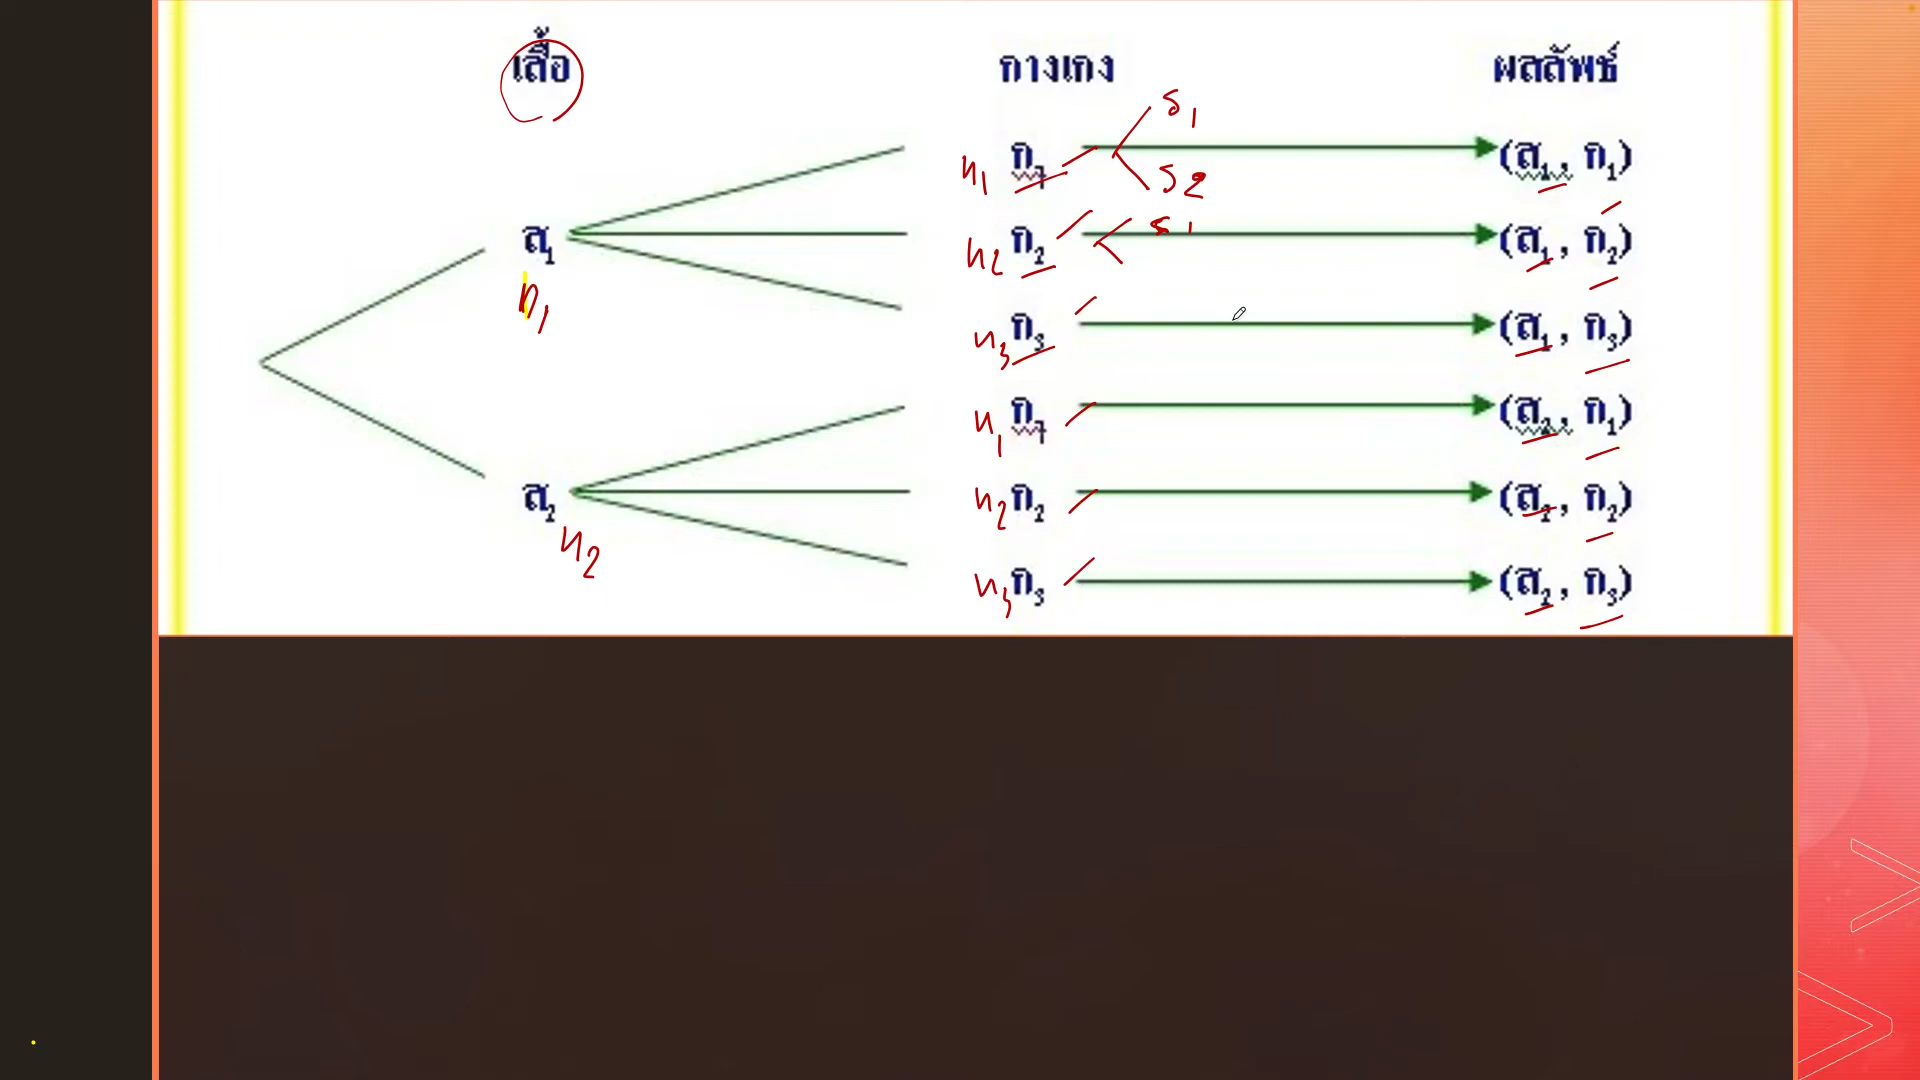 เสื้อ กางเกง ผลลัพธ์
s 1
n1 ก1 (ส1, ก1)
s 2
ส1 n2 ก2 s 1 (ส1, ก2)
n1
n3 ก3 (ส1, ก3)
n1 ก1 (ส2, ก1)
ส2 n2 ก2 (ส2, ก2)
n2
n3 ก3 (ส2, ก3)